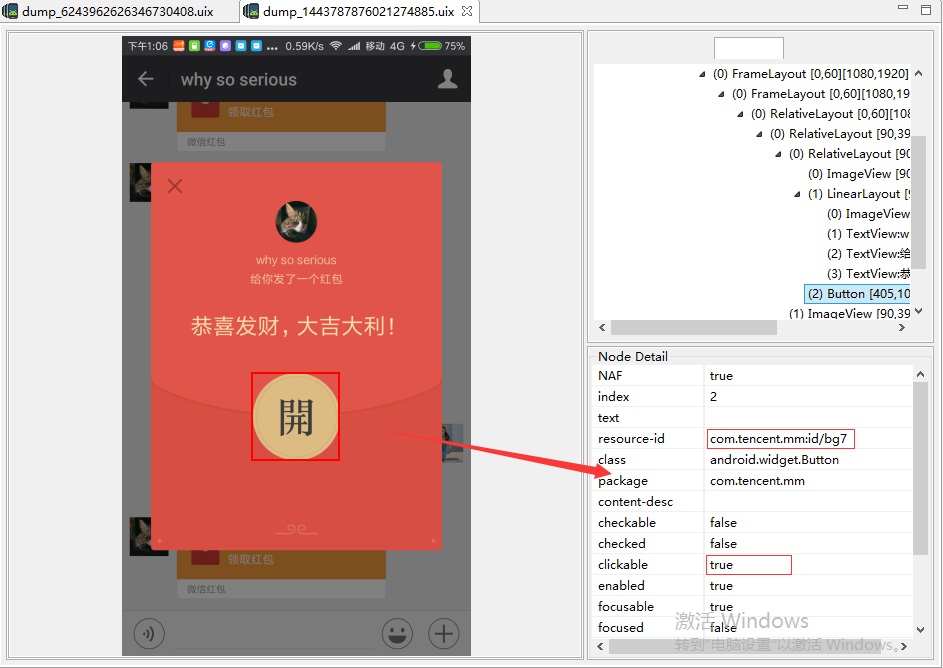 dump_6243962626346730408.uix
dump_1443787876021274885.uix
下午1:06
... 0.59K/s
移动 4G
75%
why so serious
领取红包
微信红包
why so serious
给你发了一个红包
恭喜发财，大吉大利！
開
领取红包
微信红包
(0) FrameLayout [0,60][1080,1920]
(0) FrameLayout [0,60][1080,19
(0) RelativeLayout [0,60][108
(0) RelativeLayout [90,39
(0) RelativeLayout [90
(0) ImageView [90
(1) LinearLayout [
(0) ImageView
(1) TextView:w
(2) TextView:给
(3) TextView:恭
(2) Button [405,10
(1) ImageView [90,39
Node Detail
NAF true
index 2
text
resource-id com.tencent.mm:id/bg7
class android.widget.Button
package com.tencent.mm
content-desc
checkable false
checked false
clickable true
enabled true
focusable true
focused false
激活 Windows
转到"电脑设置"以激活 Windows。